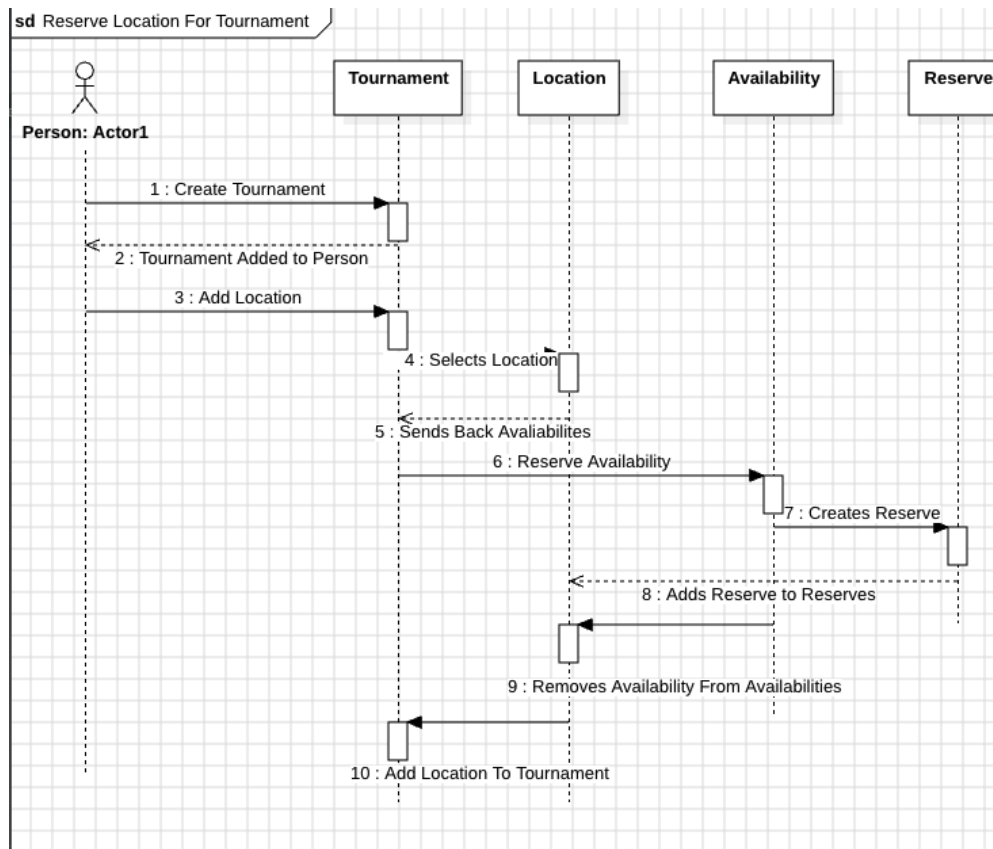 sd Reserve Location For Tournament
Person: Actor1
Tournament
Location
Availability
Reserve
1 : Create Tournament
2 : Tournament Added to Person
3 : Add Location
4 : Selects Location
5 : Sends Back Avaliabilites
6 : Reserve Availability
7 : Creates Reserve
8 : Adds Reserve to Reserves
9 : Removes Availability From Availabilities
10 : Add Location To Tournament